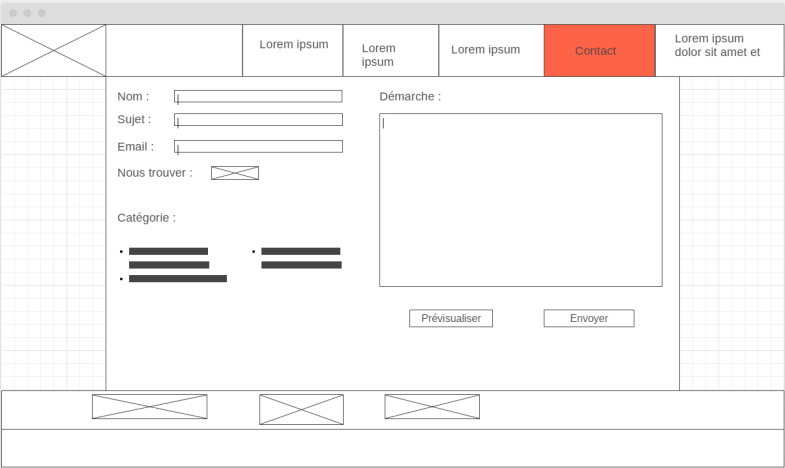 Lorem ipsum
Lorem
ipsum
Lorem ipsum
Contact
Lorem ipsum
dolor sit amet et
Nom :
Sujet :
Email :
Nous trouver :
Catégorie :
Démarche :
Prévisualiser
Envoyer